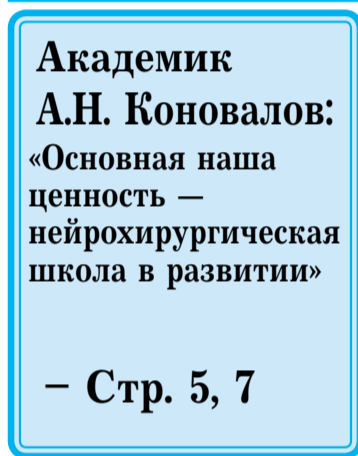 Академик
А.Н. Коновалов:
«Основная наша
ценность —
нейрохирургическая
школа в развитии»
– Стр. 5, 7